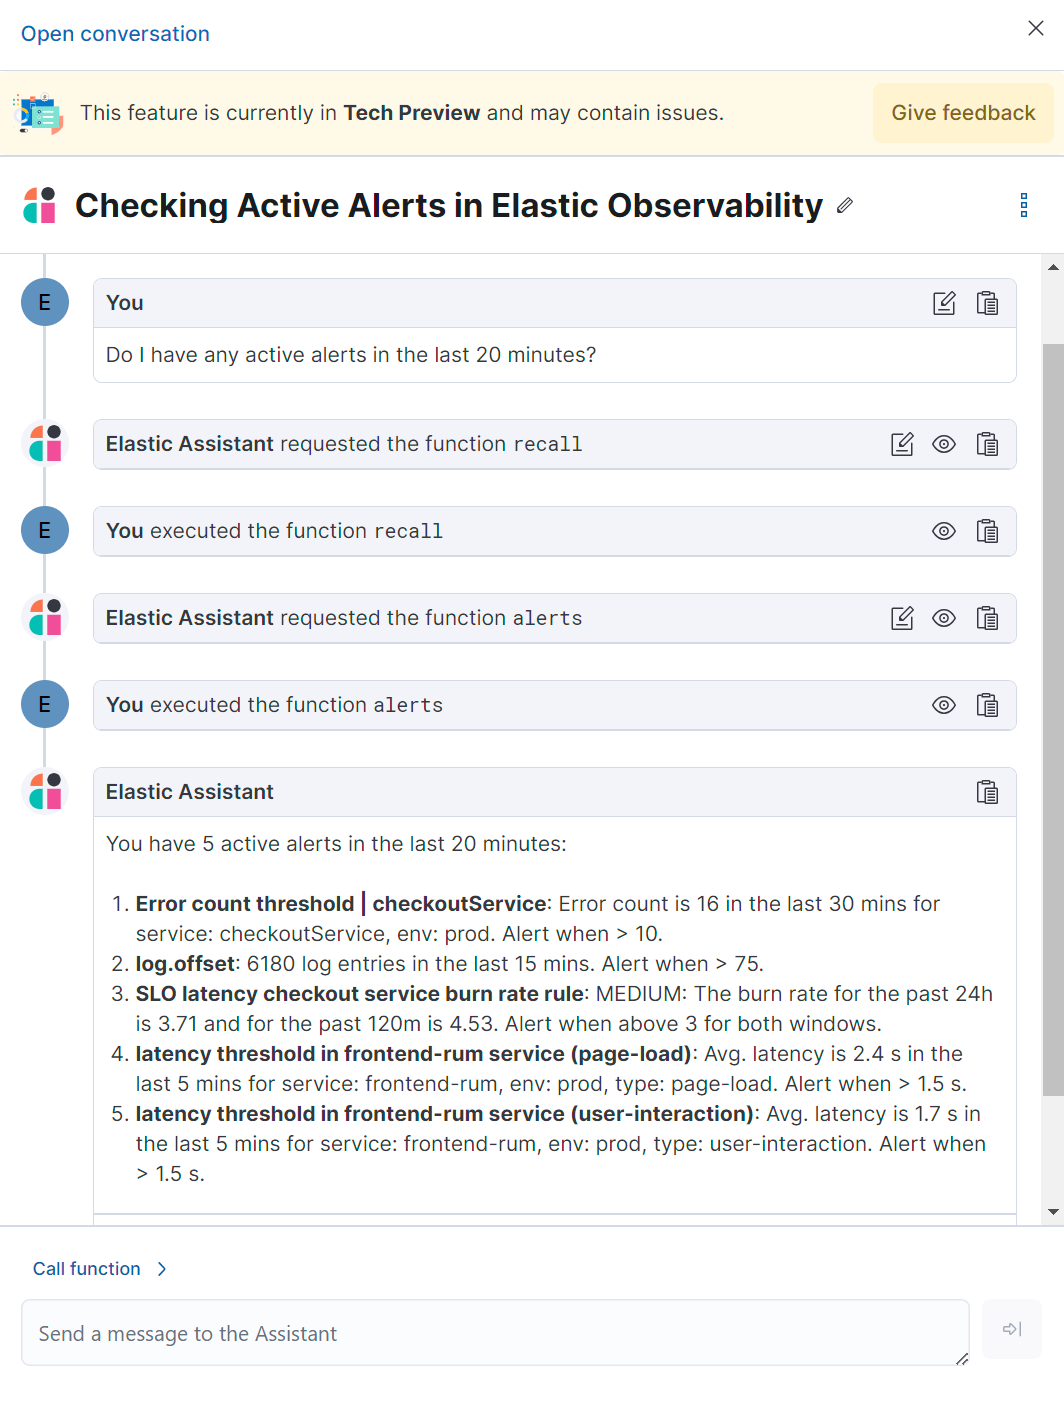 Open conversation
This feature is currently in Tech Preview and may contain issues.
Give feedback
Checking Active Alerts in Elastic Observability
E
You
Do I have any active alerts in the last 20 minutes?
Elastic Assistant requested the function recall
E
You executed the function recall
Elastic Assistant requested the function alerts
E
You executed the function alerts
Elastic Assistant
You have 5 active alerts in the last 20 minutes:
1. Error count threshold | checkoutService: Error count is 16 in the last 30 mins for
service: checkoutService, env: prod. Alert when > 10.
2. log.offset: 6180 log entries in the last 15 mins. Alert when > 75.
3. SLO latency checkout service burn rate rule: MEDIUM: The burn rate for the past 24h
is 3.71 and for the past 120m is 4.53. Alert when above 3 for both windows.
4. latency threshold in frontend-rum service (page-load): Avg. latency is 2.4 s in the
last 5 mins for service: frontend-rum, env: prod, type: page-load. Alert when > 1.5 s.
5. latency threshold in frontend-rum service (user-interaction): Avg. latency is 1.7 s in
the last 5 mins for service: frontend-rum, env: prod, type: user-interaction. Alert when
> 1.5 s.
Call function
Send a message to the Assistant